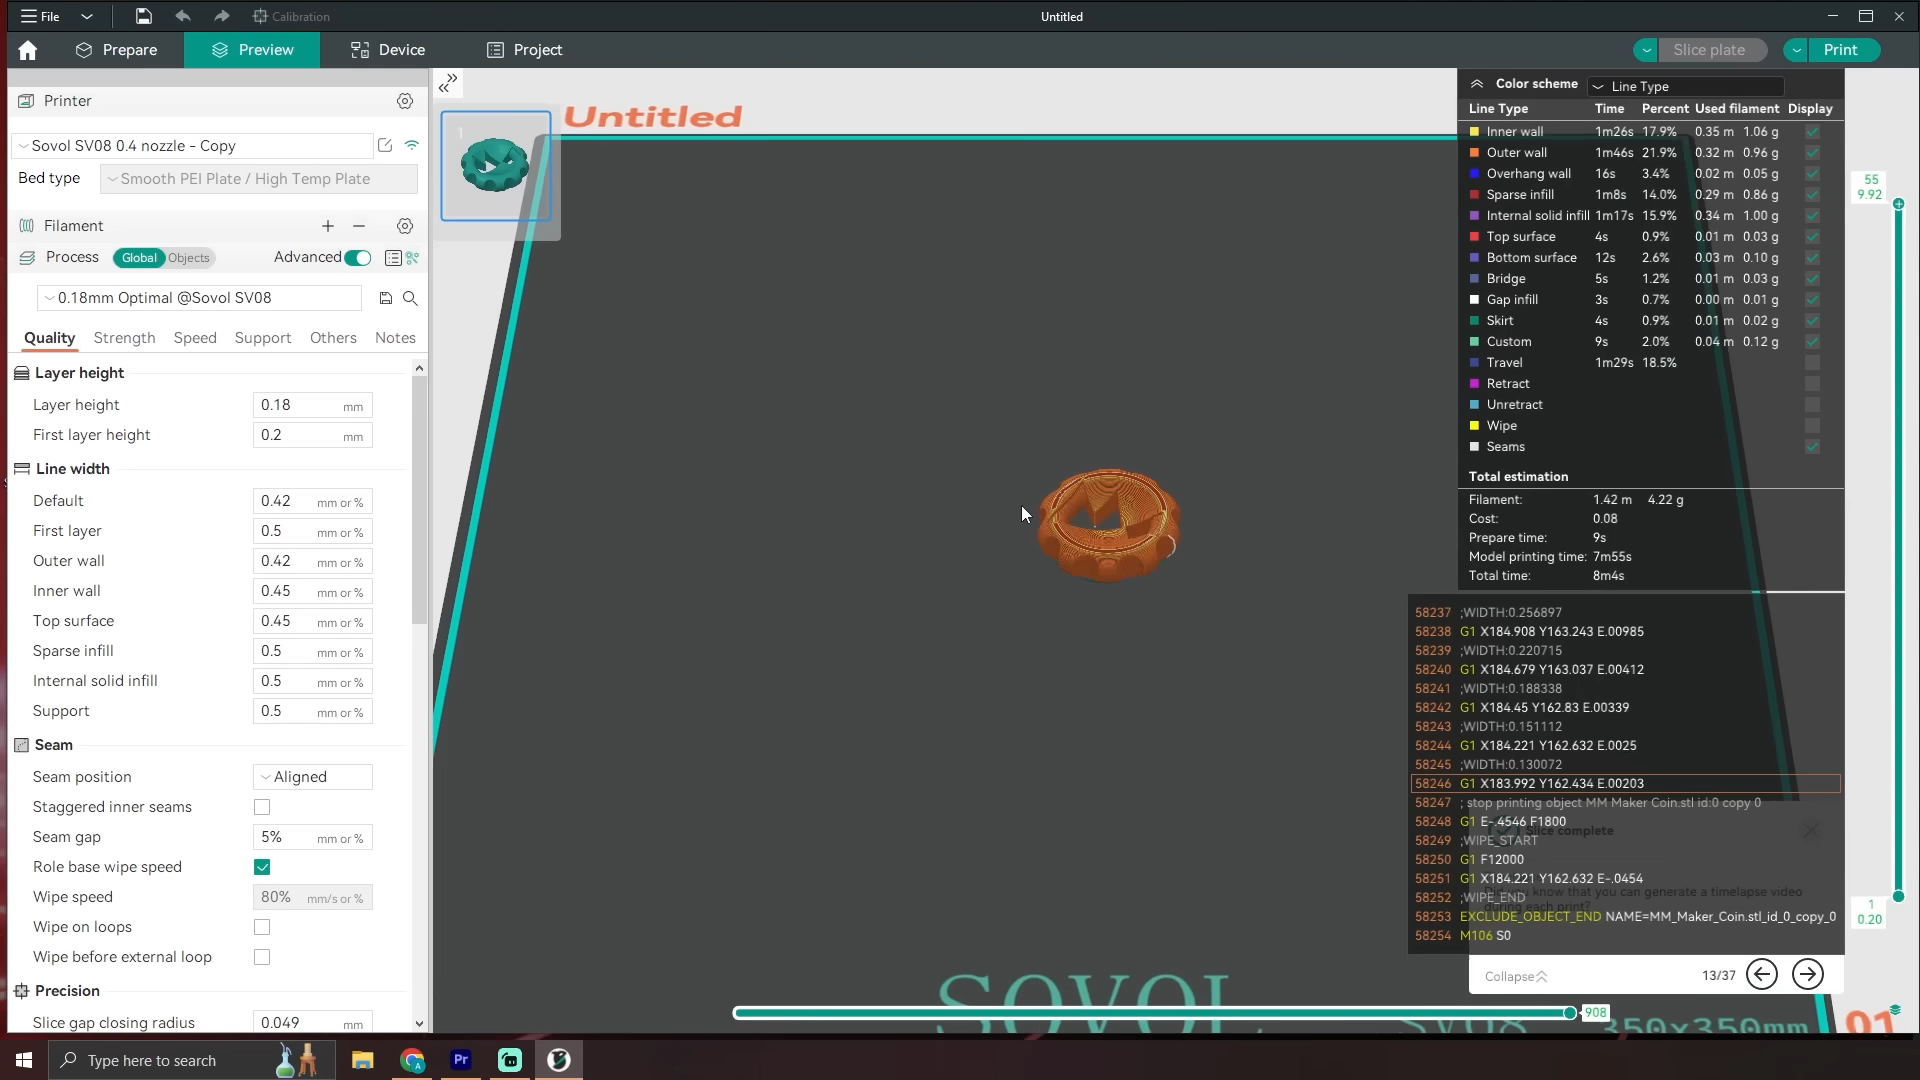 File
Calibration
Untitled
Prepare
Preview
Device
Project
Slice plate
Print
Printer
Sovol SV08 0.4 nozzle - Copy
Bed type
Smooth PEI Plate / High Temp Plate
Filament
Process Global Objects Advanced
0.18mm Optimal @Sovol SV08
Quality Strength Speed Support Others Notes
Layer height
Layer height 0.18 mm
First layer height 0.2 mm
Line width
Default 0.42 mm or %
First layer 0.5 mm or %
Outer wall 0.42 mm or %
Inner wall 0.45 mm or %
Top surface 0.45 mm or %
Sparse infill 0.5 mm or %
Internal solid infill 0.5 mm or %
Support 0.5 mm or %
Seam
Seam position Aligned
Staggered inner seams
Seam gap 5% mm or %
Role base wipe speed
Wipe speed 80% mm/s or %
Wipe on loops
Wipe before external loop
Precision
Slice gap closing radius 0.049 mm
1
Untitled
Color scheme Line Type
Line Type Time Percent Used filament Display
Inner wall 1m26s 17.9% 0.35 m 1.06 g
Outer wall 1m46s 21.9% 0.32 m 0.96 g
Overhang wall 16s 3.4% 0.02 m 0.05 g
Sparse infill 1m8s 14.0% 0.29 m 0.86 g
Internal solid infill 1m17s 15.9% 0.34 m 1.00 g
Top surface 4s 0.9% 0.01 m 0.03 g
Bottom surface 12s 2.6% 0.03 m 0.10 g
Bridge 5s 1.2% 0.01 m 0.03 g
Gap infill 3s 0.7% 0.00 m 0.01 g
Skirt 4s 0.9% 0.01 m 0.02 g
Custom 9s 2.0% 0.04 m 0.12 g
Travel 1m29s 18.5%
Retract
Unretract
Wipe
Seams
Total estimation
Filament: 1.42 m 4.22 g
Cost: 0.08
Prepare time: 9s
Model printing time: 7m55s
Total time: 8m4s
55
9.92
58237 ;WIDTH:0.256897
58238 G1 X184.908 Y163.243 E.00985
58239 ;WIDTH:0.220715
58240 G1 X184.679 Y163.037 E.00412
58241 ;WIDTH:0.188338
58242 G1 X184.45 Y162.83 E.00339
58243 ;WIDTH:0.151112
58244 G1 X184.221 Y162.632 E.0025
58245 ;WIDTH:0.130072
58246 G1 X183.992 Y162.434 E.00203
58247 ; stop printing object MM Maker Coin.stl id:0 copy 0
58248 G1 E-.4546 F1800
Slice complete
58249 ;WIPE_START
58250 G1 F12000
58251 G1 X184.221 Y162.632 E-.0454
Did you know that you can generate a timelapse video
during each print?
58252 ;WIPE_END
58253 EXCLUDE_OBJECT_END NAME=MM_Maker_Coin.stl_id_0_copy_0
58254 M106 S0
1
0.20
Collapse 13/37
908
SOVOL
SV08
350x350mm
01
Type here to search
Pr